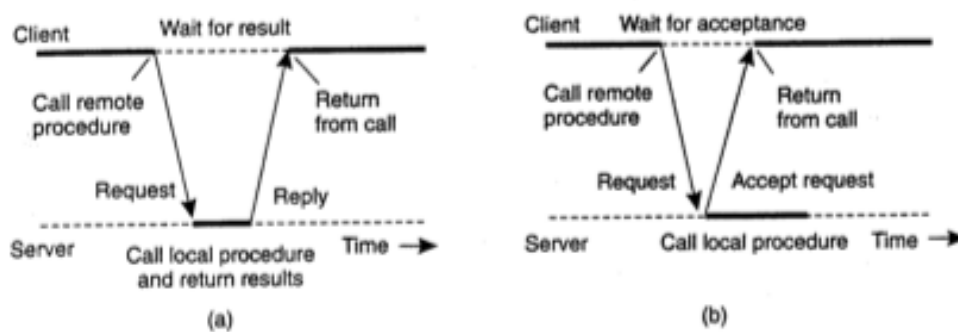 Client
Wait for result
Call remote
procedure
Return
from call
Request
Reply
Server
Call local procedure
and return results
Time
(a)
Client
Wait for acceptance
Call remote
procedure
Return
from call
Request
Accept request
Server
Call local procedure
Time
(b)